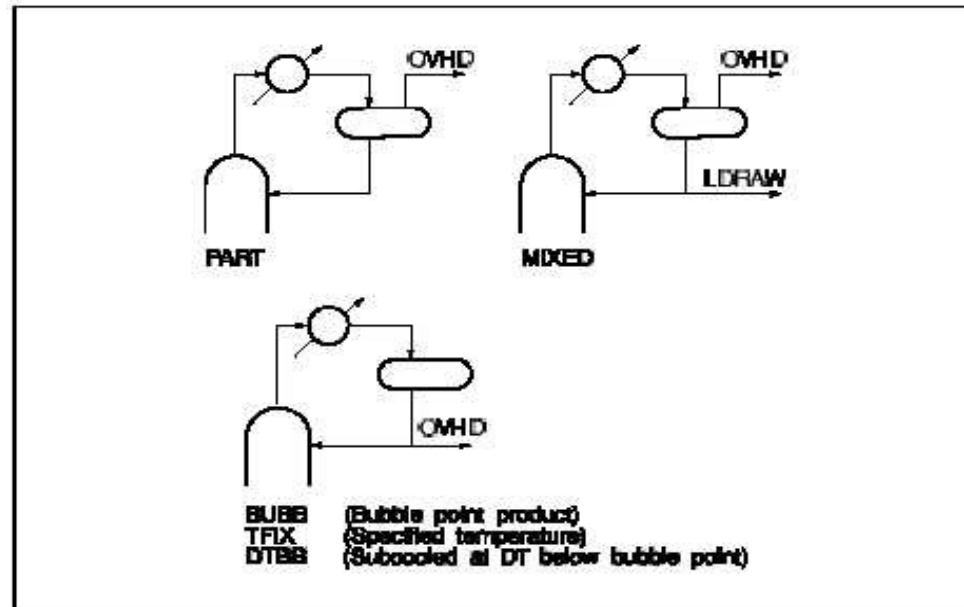 OVHD
OVHD
LDRAW
PART
MIXED
OVHD
BUBB (Bubble point product)
TFIX (Specified temperature)
DTBB (Subcooled at DT below bubble point)